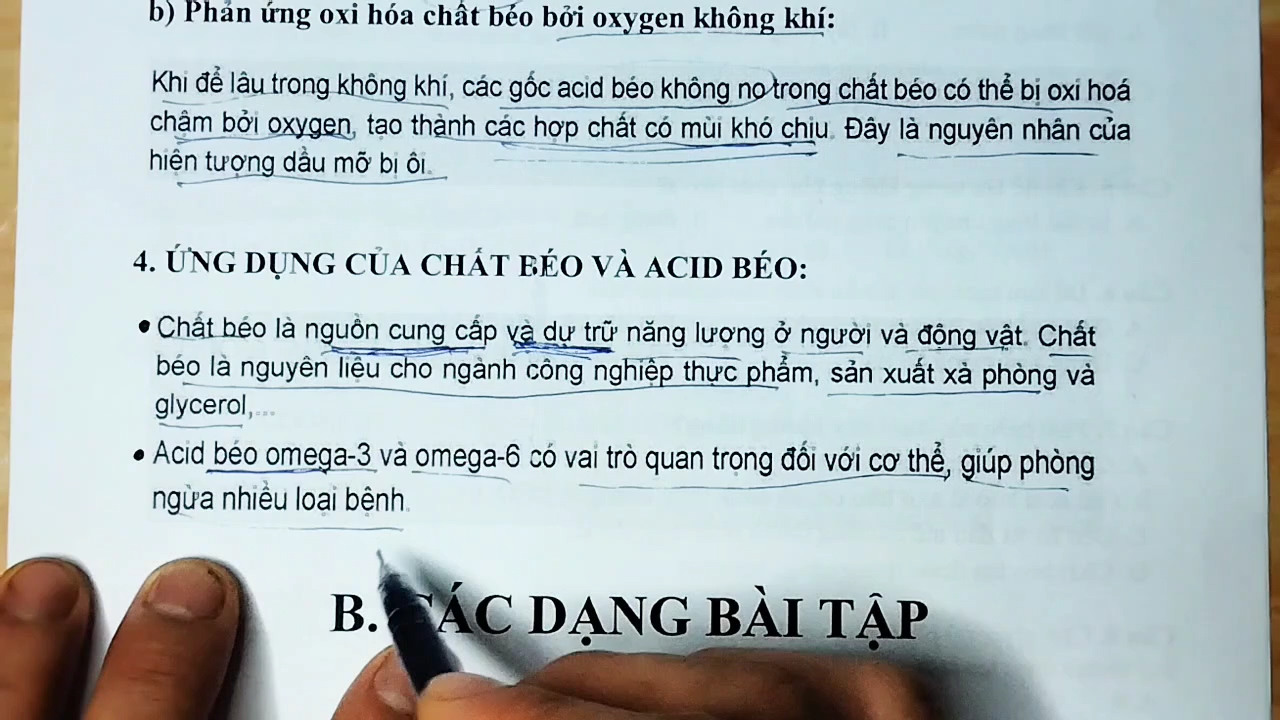 b) Phản ứng oxi hóa chất béo bởi oxygen không khí:
Khi để lâu trong không khí, các gốc acid béo không no trong chất béo có thể bị oxi hoá
chậm bởi oxygen, tạo thành các hợp chất có mùi khó chịu. Đây là nguyên nhân của
hiện tượng dầu mỡ bị ôi.
4. ỨNG DỤNG CỦA CHẤT BÉO VÀ ACID BÉO:
• Chất béo là nguồn cung cấp và dự trữ năng lượng ở người và động vật. Chất
béo là nguyên liệu cho ngành công nghiệp thực phẩm, sản xuất xà phòng và
glycerol,...
• Acid béo omega-3 và omega-6 có vai trò quan trọng đối với cơ thể, giúp phòng
ngừa nhiều loại bệnh.
B. CÁC DẠNG BÀI TẬP